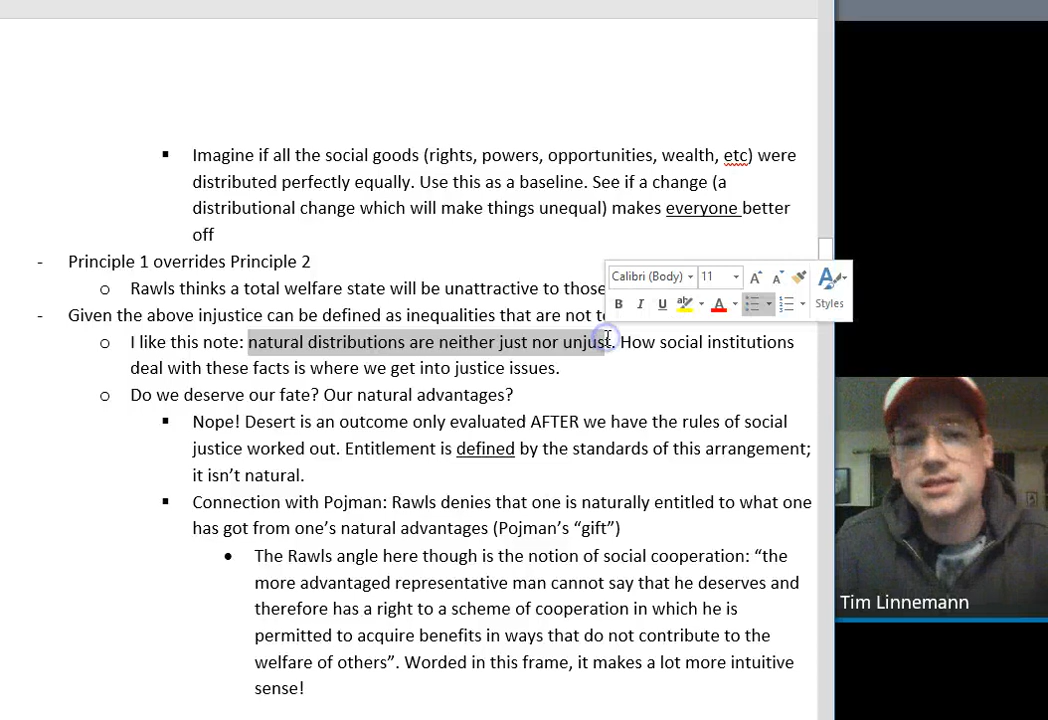 ▪ Imagine if all the social goods (rights, powers, opportunities, wealth, etc) were
distributed perfectly equally. Use this as a baseline. See if a change (a
distributional change which will make things unequal) makes everyone better
off
- Principle 1 overrides Principle 2
o Rawls thinks a total welfare state will be unattractive to those
Calibri (Body) 11
B I U ab A Styles
- Given the above injustice can be defined as inequalities that are not
o I like this note: natural distributions are neither just nor unjust. How social institutions
deal with these facts is where we get into justice issues.
o Do we deserve our fate? Our natural advantages?
▪ Nope! Desert is an outcome only evaluated AFTER we have the rules of social
justice worked out. Entitlement is defined by the standards of this arrangement;
it isn't natural.
▪ Connection with Pojman: Rawls denies that one is naturally entitled to what one
has got from one's natural advantages (Pojman's “gift”)
• The Rawls angle here though is the notion of social cooperation: “the
more advantaged representative man cannot say that he deserves and
therefore has a right to a scheme of cooperation in which he is
permitted to acquire benefits in ways that do not contribute to the
welfare of others”. Worded in this frame, it makes a lot more intuitive
sense!
Tim Linnemann